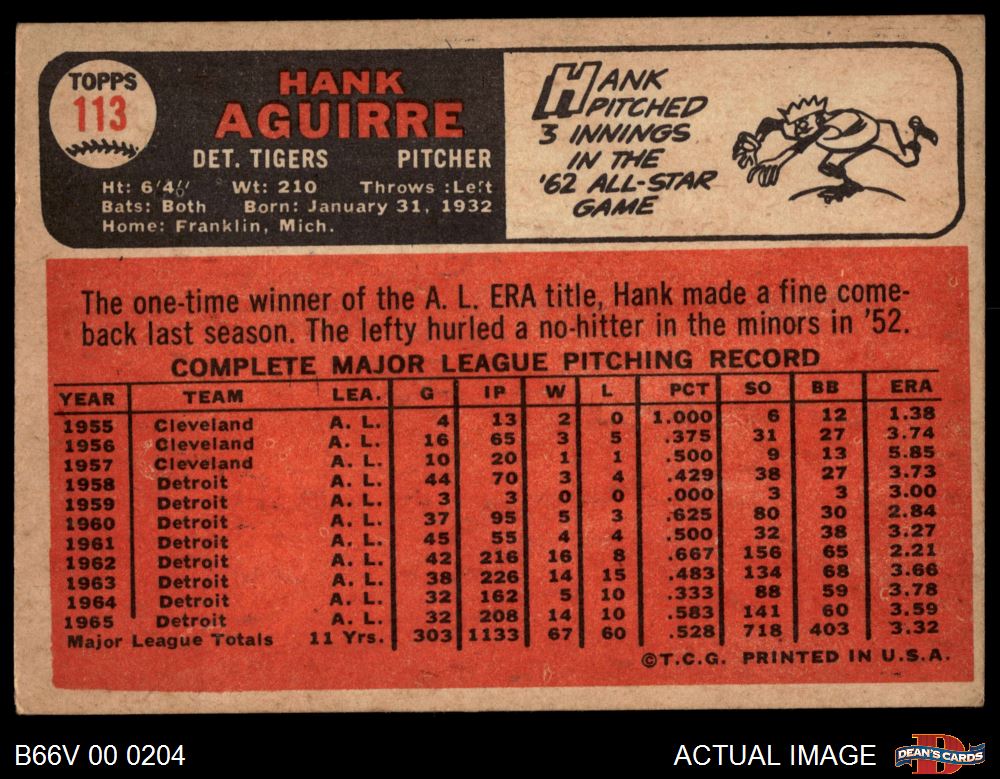 TOPPS
113
HANK
AGUIRRE
DET. TIGERS PITCHER
Ht: 6'4½" Wt: 210 Throws :Left
Bats: Both Born: January 31, 1932
Home: Franklin, Mich.
HANK
PITCHED
3 INNINGS
IN THE
'62 ALL-STAR
GAME
The one-time winner of the A. L. ERA title, Hank made a fine come-
back last season. The lefty hurled a no-hitter in the minors in '52.
COMPLETE MAJOR LEAGUE PITCHING RECORD
YEAR TEAM LEA. G IP W L PCT SO BB ERA
1955 Cleveland A. L. 4 13 2 0 1.000 6 12 1.38
1956 Cleveland A. L. 16 65 3 5 .375 31 27 3.74
1957 Cleveland A. L. 10 20 1 1 .500 9 13 5.85
1958 Detroit A. L. 44 70 3 4 .429 38 27 3.73
1959 Detroit A. L. 3 3 0 0 .000 3 3 3.00
1960 Detroit A. L. 37 95 5 3 .625 80 30 2.84
1961 Detroit A. L. 45 55 4 4 .500 32 38 3.27
1962 Detroit A. L. 42 216 16 8 .667 156 65 2.21
1963 Detroit A. L. 38 226 14 15 .483 134 68 3.66
1964 Detroit A. L. 32 162 5 10 .333 88 59 3.78
1965 Detroit A. L. 32 208 14 10 .583 141 60 3.59
Major League Totals 11 Yrs. 303 1133 67 60 .528 718 403 3.32
©T.C.G. PRINTED IN U.S.A.
B66V 00 0204 ACTUAL IMAGE
DEAN'S CARDS